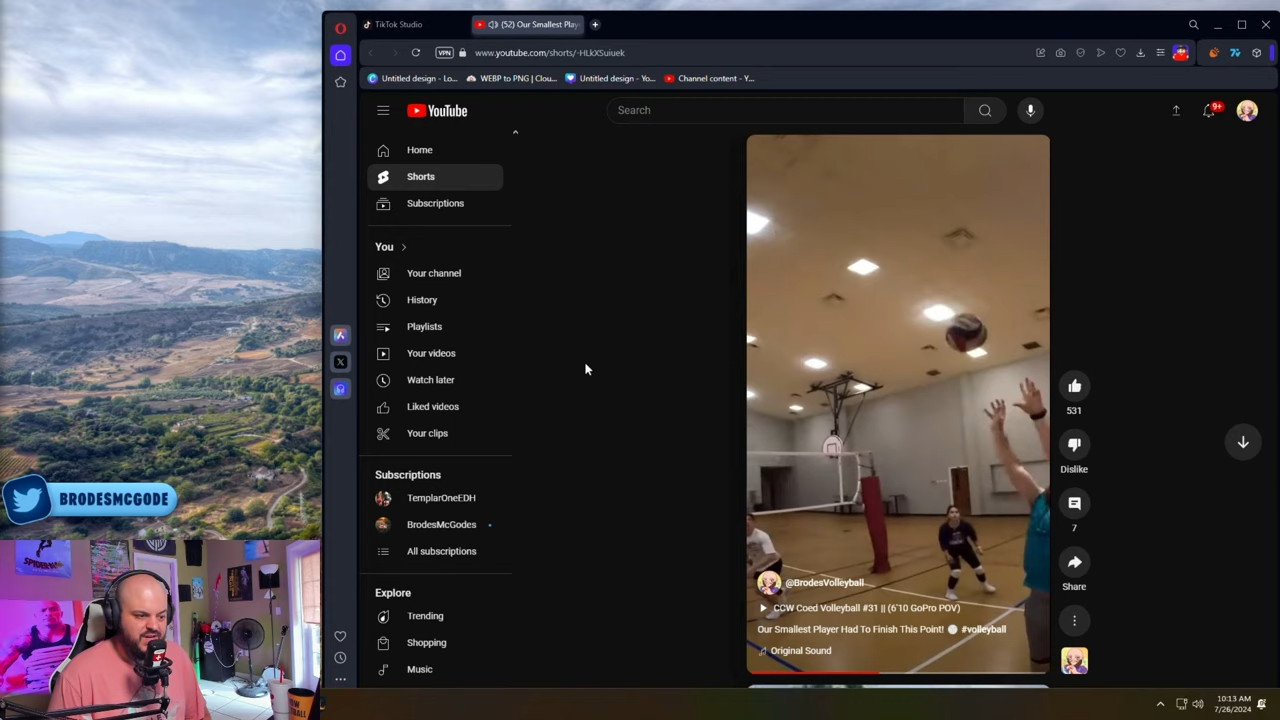 TikTok Studio
(52) Our Smallest Pla
VPN
www.youtube.com/shorts/-HLkXSuiuek
Untitled design - Lo...
WEBP to PNG | Clou...
Untitled design - Yo...
Channel content - Y...
YouTube
Search
9+
Home
Shorts
Subscriptions
You
Your channel
History
Playlists
Your videos
Watch later
Liked videos
Your clips
Subscriptions
TemplarOneEDH
BrodesMcGodes
All subscriptions
Explore
Trending
Shopping
Music
531
Dislike
7
Share
@BrodesVolleyball
CCW Coed Volleyball #31 || (6'10 GoPro POV)
Our Smallest Player Had To Finish This Point! #volleyball
Original Sound
BRODESMCGODE
10:13 AM
7/26/2024